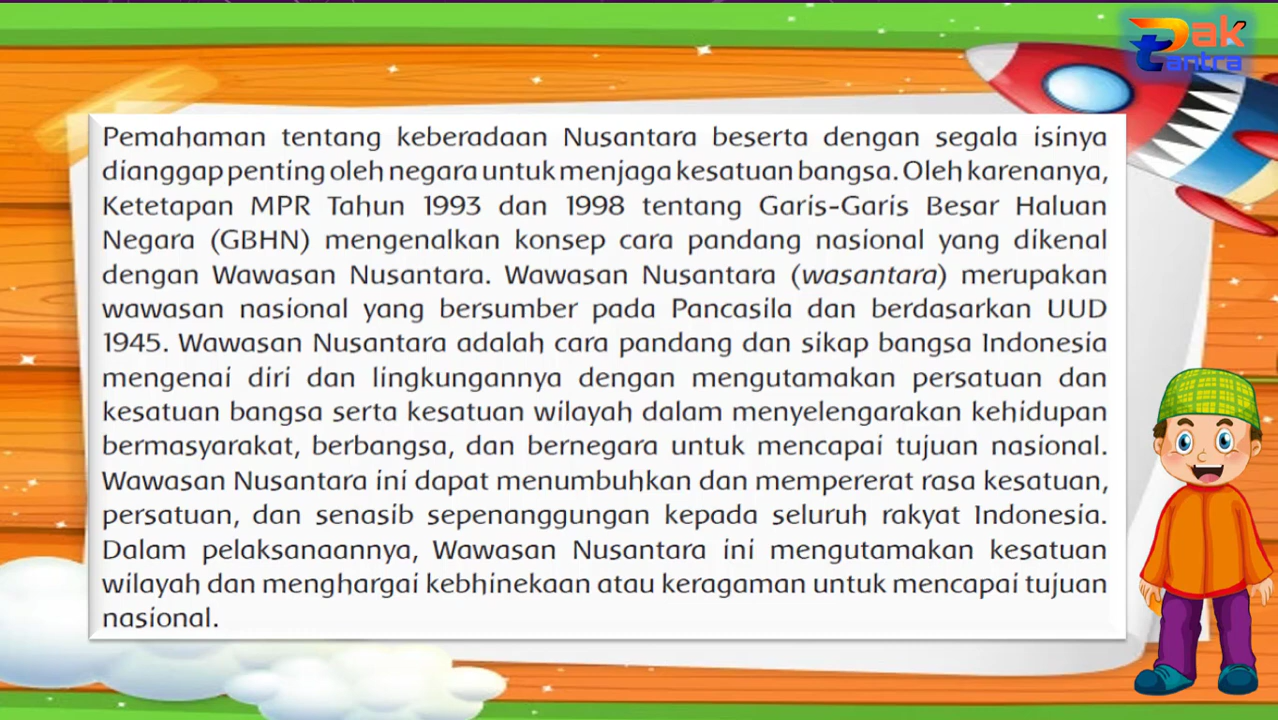 Pak
tantra
Pemahaman tentang keberadaan Nusantara beserta dengan segala isinya
dianggap penting oleh negara untuk menjaga kesatuan bangsa. Oleh karenanya,
Ketetapan MPR Tahun 1993 dan 1998 tentang Garis-Garis Besar Haluan
Negara (GBHN) mengenalkan konsep cara pandang nasional yang dikenal
dengan Wawasan Nusantara. Wawasan Nusantara (wasantara) merupakan
wawasan nasional yang bersumber pada Pancasila dan berdasarkan UUD
1945. Wawasan Nusantara adalah cara pandang dan sikap bangsa Indonesia
mengenai diri dan lingkungannya dengan mengutamakan persatuan dan
kesatuan bangsa serta kesatuan wilayah dalam menyelengarakan kehidupan
bermasyarakat, berbangsa, dan bernegara untuk mencapai tujuan nasional.
Wawasan Nusantara ini dapat menumbuhkan dan mempererat rasa kesatuan,
persatuan, dan senasib sepenanggungan kepada seluruh rakyat Indonesia.
Dalam pelaksanaannya, Wawasan Nusantara ini mengutamakan kesatuan
wilayah dan menghargai kebhinekaan atau keragaman untuk mencapai tujuan
nasional.